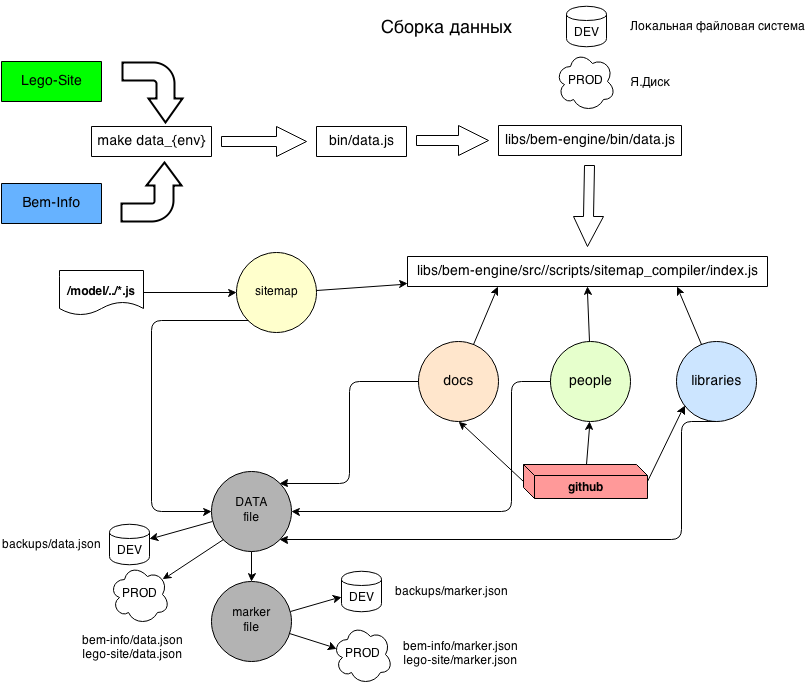 Сборка данных
DEV
Локальная файловая система
PROD
Я.Диск
Lego-Site
make data_{env}
bin/data.js
libs/bem-engine/bin/data.js
Bem-Info
libs/bem-engine/src//scripts/sitemap_compiler/index.js
/model/../*.js
sitemap
docs
people
libraries
github
DATA
file
backups/data.json
DEV
PROD
bem-info/data.json
lego-site/data.json
marker
file
DEV
backups/marker.json
PROD
bem-info/marker.json
lego-site/marker.json